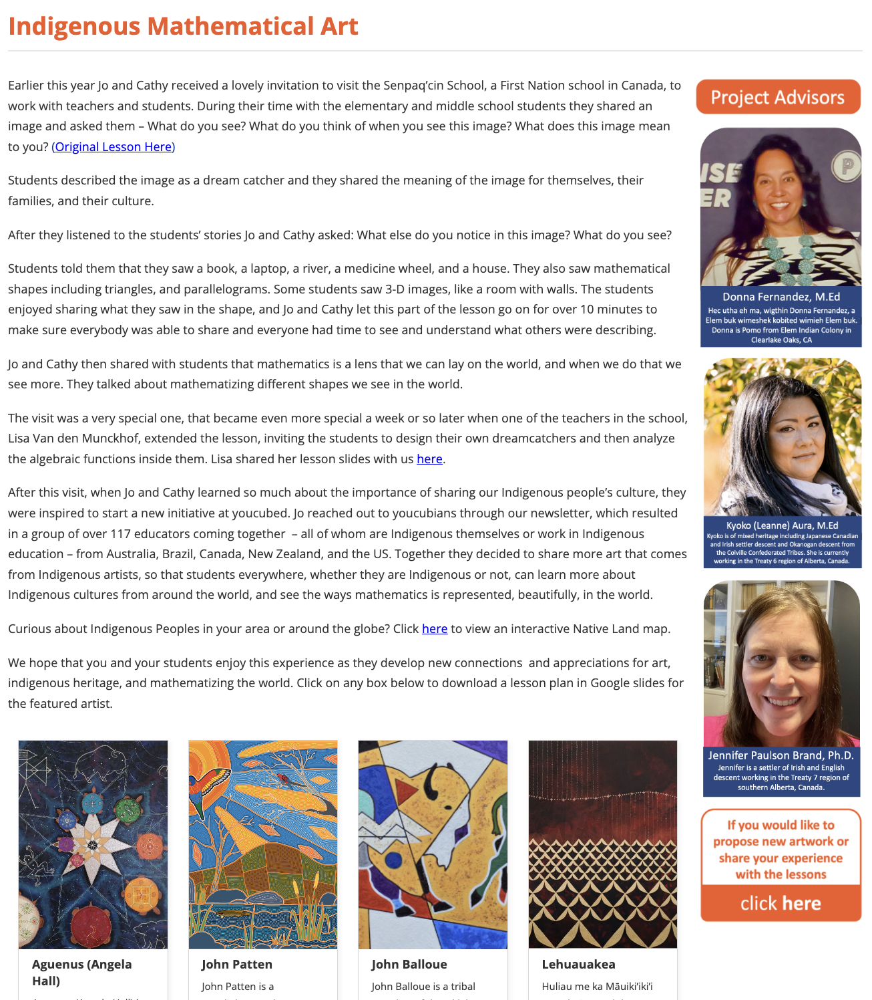 Indigenous Mathematical Art
Earlier this year Jo and Cathy received a lovely invitation to visit the Senpaq’cin School, a First Nation school in Canada, to
work with teachers and students. During their time with the elementary and middle school students they shared an
image and asked them – What do you see? What do you think of when you see this image? What does this image mean
to you? (Original Lesson Here)
Students described the image as a dream catcher and they shared the meaning of the image for themselves, their
families, and their culture.
After they listened to the students’ stories Jo and Cathy asked: What else do you notice in this image? What do you see?
Students told them that they saw a book, a laptop, a river, a medicine wheel, and a house. They also saw mathematical
shapes including triangles, and parallelograms. Some students saw 3-D images, like a room with walls. The students
enjoyed sharing what they saw in the shape, and Jo and Cathy let this part of the lesson go on for over 10 minutes to
make sure everybody was able to share and everyone had time to see and understand what others were describing.
Jo and Cathy then shared with students that mathematics is a lens that we can lay on the world, and when we do that we
see more. They talked about mathematizing different shapes we see in the world.
The visit was a very special one, that became even more special a week or so later when one of the teachers in the school,
Lisa Van den Munckhof, extended the lesson, inviting the students to design their own dreamcatchers and then analyze
the algebraic functions inside them. Lisa shared her lesson slides with us here.
After this visit, when Jo and Cathy learned so much about the importance of sharing our Indigenous people’s culture, they
were inspired to start a new initiative at youcubed. Jo reached out to youcubians through our newsletter, which resulted
in a group of over 117 educators coming together – all of whom are Indigenous themselves or work in Indigenous
education – from Australia, Brazil, Canada, New Zealand, and the US. Together they decided to share more art that comes
from Indigenous artists, so that students everywhere, whether they are Indigenous or not, can learn more about
Indigenous cultures from around the world, and see the ways mathematics is represented, beautifully, in the world.
Curious about Indigenous Peoples in your area or around the globe? Click here to view an interactive Native Land map.
We hope that you and your students enjoy this experience as they develop new connections and appreciations for art,
indigenous heritage, and mathematizing the world. Click on any box below to download a lesson plan in Google slides for
the featured artist.
Aguenus (Angela
Hall)
John Patten
John Patten is a
John Balloue
John Balloue is a tribal
Lehuauakea
Huliau me ka Māuiki’iki’i
Project Advisors
ISE
ER
P
Donna Fernandez, M.Ed
Hec utha eh ma, wigthin Donna Fernandez, a
Elem buk wimeshek kobited wimieh Elem buk.
Donna is Pomo from Elem Indian Colony in
Clearlake Oaks, CA
Kyoko (Leanne) Aura, M.Ed
Kyoko is of mixed heritage including Japanese Canadian
and Irish settler descent and Okanogan descent from
the Colville Confederated Tribes. She is currently
working in the Treaty 6 region of Alberta, Canada.
Jennifer Paulson Brand, Ph.D.
Jennifer is a settler of Irish and English
descent working in the Treaty 7 region of
southern Alberta, Canada.
If you would like to
propose new artwork or
share your experience
with the lessons
click here